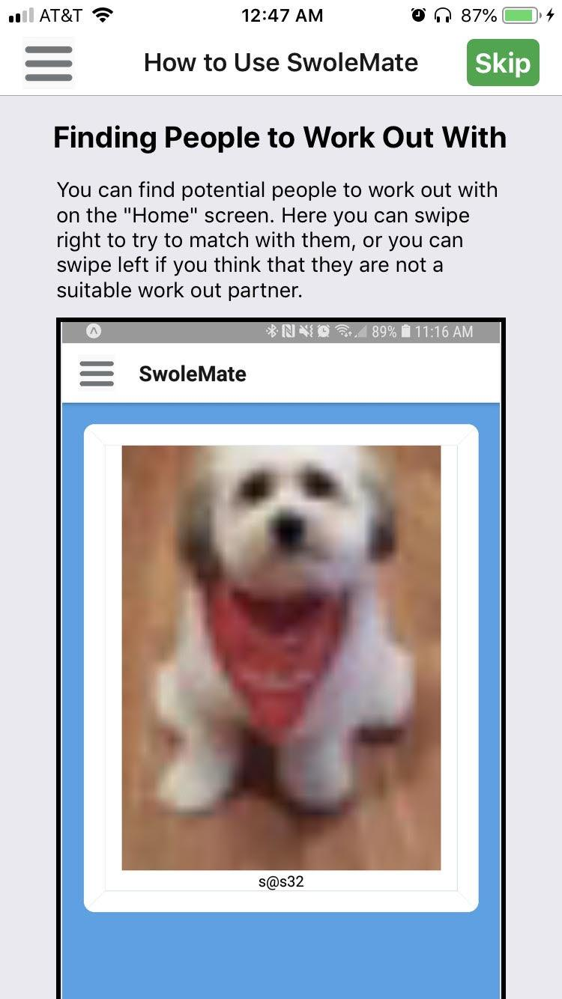 AT&T 12:47 AM 87%
How to Use SwoleMate Skip
Finding People to Work Out With
You can find potential people to work out with
on the "Home" screen. Here you can swipe
right to try to match with them, or you can
swipe left if you think that they are not a
suitable work out partner.
89% 11:16 AM
SwoleMate
s@s32